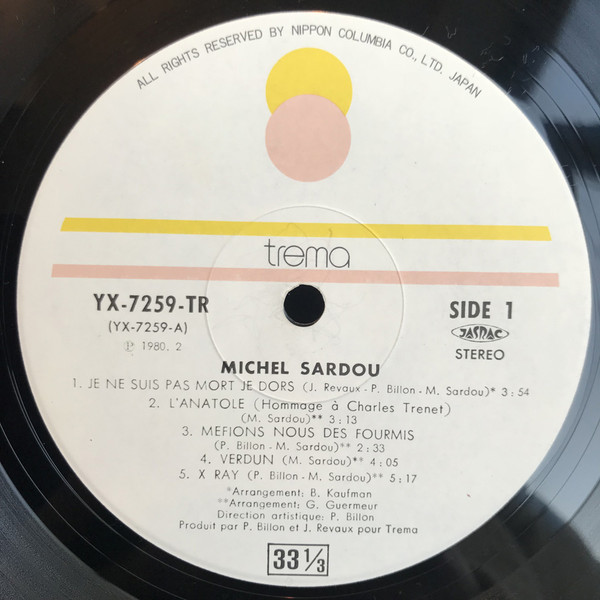 ALL RIGHTS RESERVED BY NIPPON COLUMBIA CO., LTD. JAPAN
trema
YX-7259-TR
(YX-7259-A)
Ⓟ 1980. 2
SIDE 1
JASRAC
STEREO
MICHEL SARDOU
1. JE NE SUIS PAS MORT JE DORS (J. Revaux - P. Billon - M. Sardou)* 3:54
2. L'ANATOLE (Hommage à Charles Trenet)
(M. Sardou)** 3:13
3. MEFIONS NOUS DES FOURMIS
(P. Billon - M. Sardou)** 2:33
4. VERDUN (M. Sardou)** 4:05
5. X RAY (P. Billon - M. Sardou)** 5:17
*Arrangement: B. Kaufman
**Arrangement: G. Guermeur
Direction artistique: P. Billon
Produit par P. Billon et J. Revaux pour Trema
33 1/3